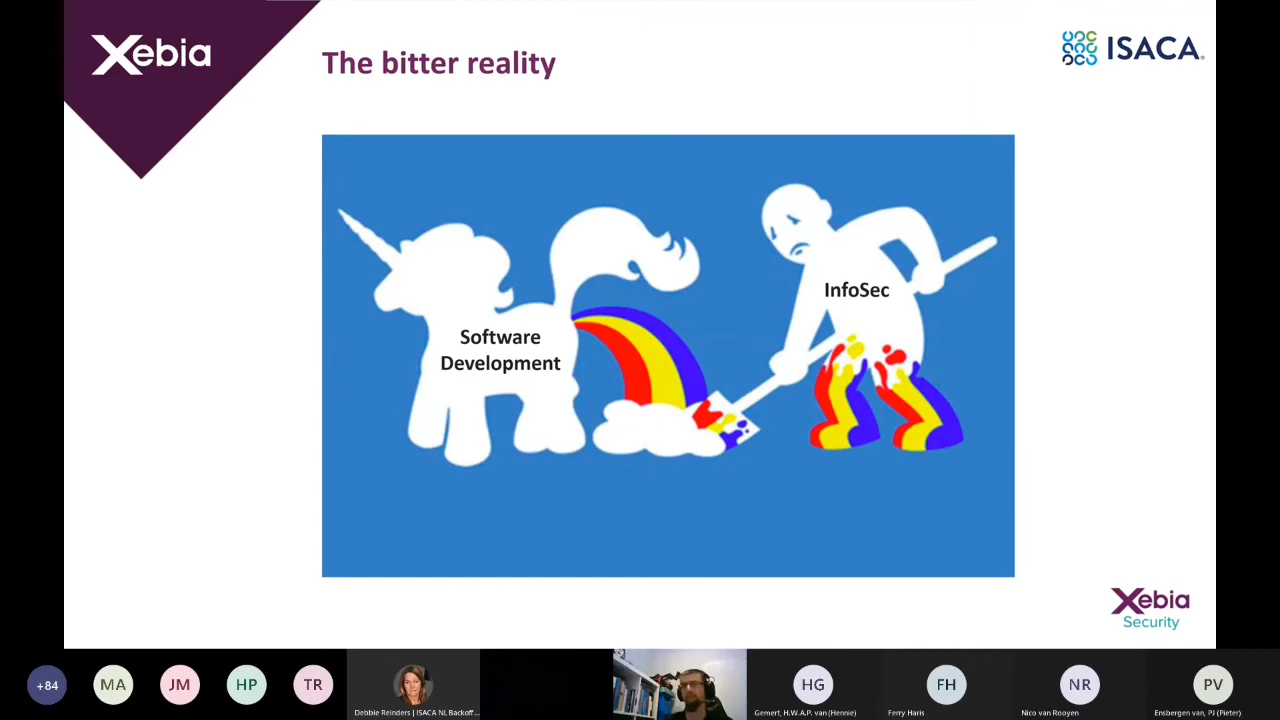 Xebia
The bitter reality
ISACA
Software
Development
InfoSec
Xebia
Security
+84
MA
JM
HP
TR
HG
FH
NR
PV
Debbie Reinders | ISACA NL Backoff...
Gemert, H.W.A.P. van (Hennie)
Ferry Haris
Nico van Rooyen
Ensbergen van, PJ (Pieter)